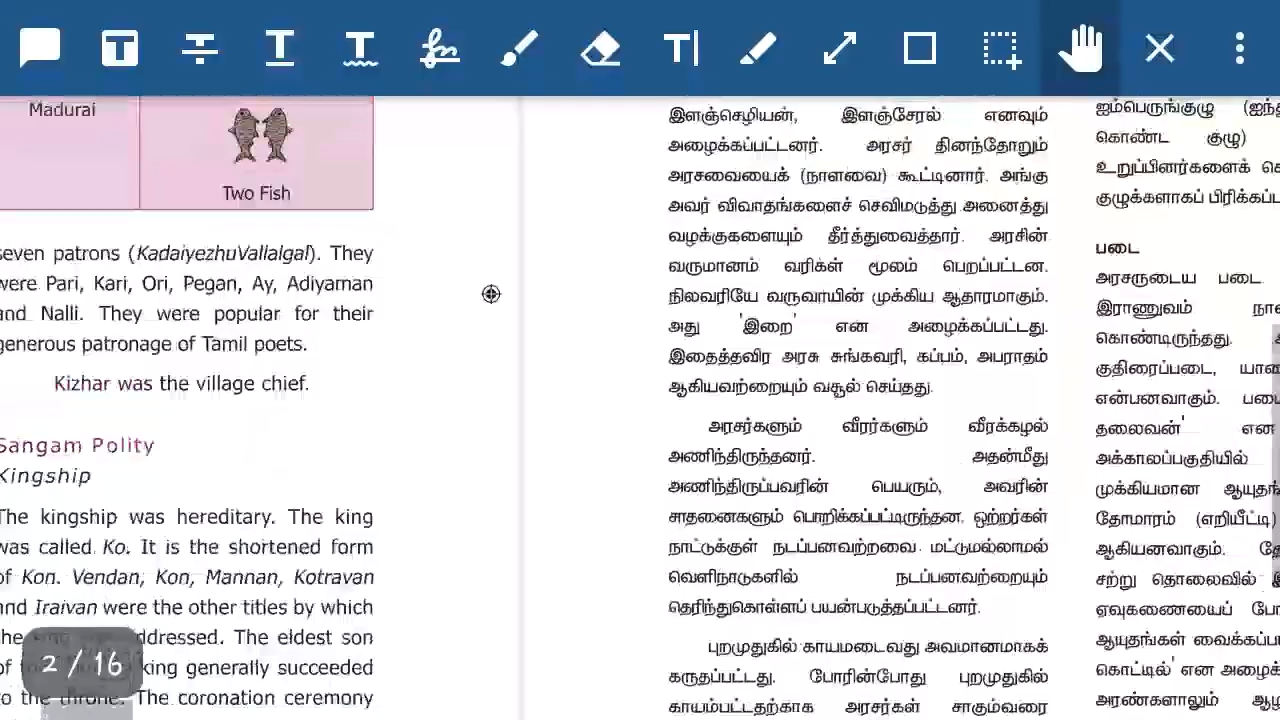 Madurai
Two Fish
seven patrons (KadaiyezhuVallalgal). They
were Pari, Kari, Ori, Pegan, Ay, Adiyaman
and Nalli. They were popular for their
generous patronage of Tamil poets.
Kizhar was the village chief.
Sangam Polity
Kingship
The kingship was hereditary. The king
was called Ko. It is the shortened form
of Kon. Vendan, Kon, Mannan, Kotravan
and Iraivan were the other titles by which
addressed. The eldest son
of king generally succeeded
to the throne. The coronation ceremony
2 / 16
இளஞ்செழியன், இளஞ்சேரல் எனவும்
அழைக்கப்பட்டனர். அரசர் தினந்தோறும்
அரசவையைக் (நாளவை) கூட்டினார். அங்கு
அவர் விவாதங்களைச் செவிமடுத்து அனைத்து
வழக்குகளையும் தீர்த்துவைத்தார். அரசின்
வருமானம் வரிகள் மூலம் பெறப்பட்டன.
நிலவரியே வருவாயின் முக்கிய ஆதாரமாகும்.
அது 'இறை' என அழைக்கப்பட்டது.
இதைத்தவிர அரசு சுங்கவரி, கப்பம், அபராதம்
ஆகியவற்றையும் வசூல் செய்தது.
அரசர்களும் வீரர்களும் வீரக்கழல்
அணிந்திருந்தனர். அதன்மீது
அணிந்திருப்பவரின் பெயரும், அவரின்
சாதனைகளும் பொறிக்கப்பட்டிருந்தன. ஒற்றர்கள்
நாட்டுக்குள் நடப்பனவற்றவை மட்டுமல்லாமல்
வெளிநாடுகளில் நடப்பனவற்றையும்
தெரிந்துகொள்ளப் பயன்படுத்தப்பட்டனர்.
புறமுதுகில் காயமடைவது அவமானமாகக்
கருதப்பட்டது. போரின்போது புறமுதுகில்
காயம்பட்டதற்காக அரசர்கள் சாகும்வரை
ஐம்பெருங்குழு
கொண்ட குழு)
உறுப்பினர்களைக்
குழுக்களாகப்
படை
அரசருடைய படை
இராணுவம்
கொண்டிருந்தது.
குதிரைப்படை,
என்பனவாகும்.
தலைவன்' என
அக்காலப்பகுதியில்
முக்கியமான
தோமாரம் (எறியீட்டி)
ஆகியனவாகும்.
சற்று தொலைவில்
ஏவுகணையைப்
ஆயுதங்கள்
கொட்டில்' என
அரண்களாலும்